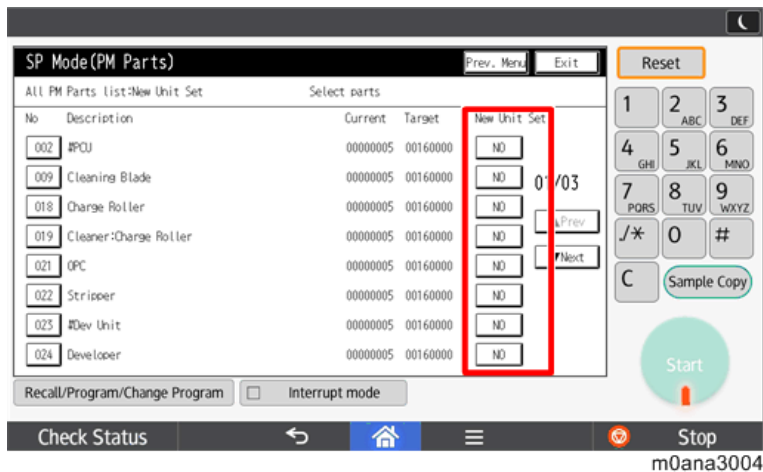 SP Mode(PM Parts) Prev. Menu Exit
All PM Parts list:New Unit Set Select parts
No Description Current Target New Unit Set
002 #PCU 00000005 00160000 NO
009 Cleaning Blade 00000005 00160000 NO
01/03
018 Charge Roller 00000005 00160000 NO
▲Prev
019 Cleaner:Charge Roller 00000005 00160000 NO
021 OPC 00000005 00160000 NO
▼Next
022 Stripper 00000005 00160000 NO
023 #Dev Unit 00000005 00160000 NO
024 Developer 00000005 00160000 NO
Recall/Program/Change Program Interrupt mode
Reset
1 2 ABC 3 DEF
4 GHI 5 JKL 6 MNO
7 PQRS 8 TUV 9 WXYZ
./* 0 #
C Sample Copy
Start
Check Status Stop
m0ana3004